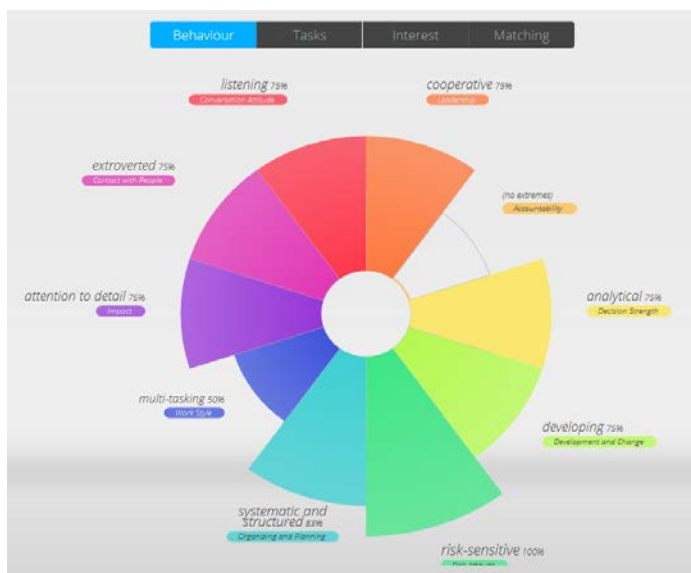 Behaviour Tasks Interest Matching
listening 75%
Conversation Attitude
cooperative 75%
Leadership
extroverted 75%
Contact with People
(no extremes)
Accountability
attention to detail 75%
Impact
analytical 75%
Decision Strength
multi-tasking 50%
Work Style
developing 75%
Development and Change
systematic and
structured 83%
Organizing and Planning
risk-sensitive 100%
Risk Attitude